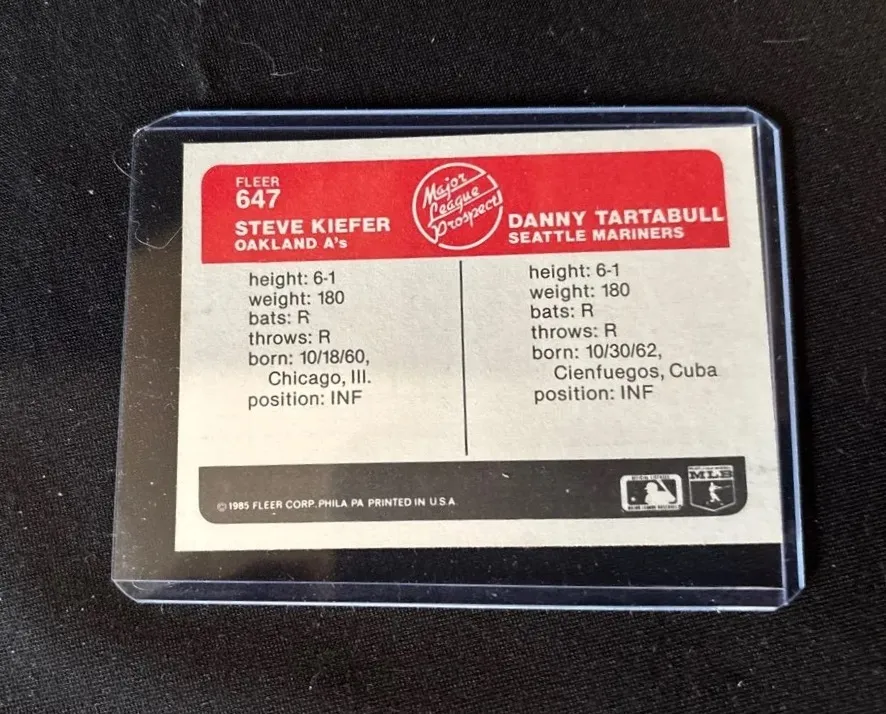 FLEER
647
STEVE KIEFER
OAKLAND A's
Major
League
Prospect
DANNY TARTABULL
SEATTLE MARINERS
height: 6-1
weight: 180
bats: R
throws: R
born: 10/18/60,
Chicago, Ill.
position: INF
height: 6-1
weight: 180
bats: R
throws: R
born: 10/30/62,
Cienfuegos, Cuba
position: INF
© 1985 FLEER CORP. PHILA PA PRINTED IN U.S.A.
MLB